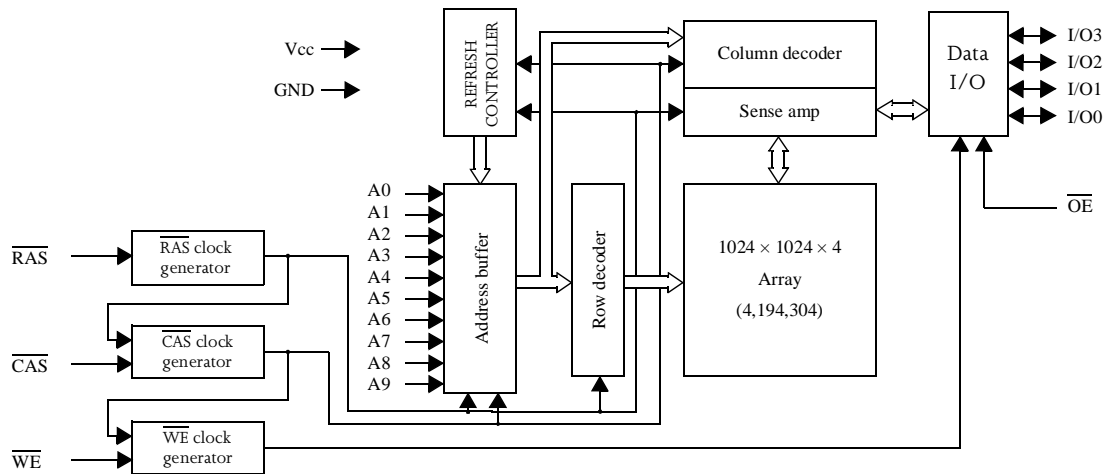 Vcc
GND
REFRESH
CONTROLLER
Column decoder
Sense amp
Data
I/O
I/O3
I/O2
I/O1
I/O0
OE
A0
A1
A2
A3
A4
A5
A6
A7
A8
A9
Address buffer
Row decoder
1024 × 1024 × 4
Array
(4,194,304)
RAS
RAS clock
generator
CAS
CAS clock
generator
WE
WE clock
generator